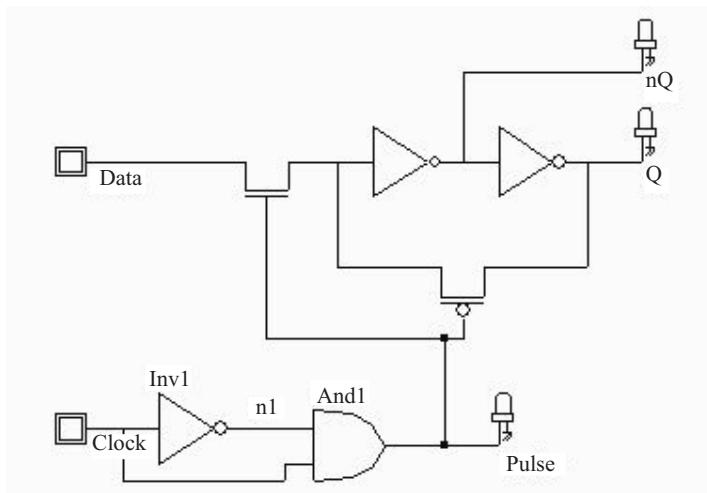 nQ
Data
Q
Inv1
n1
And1
Clock
Pulse